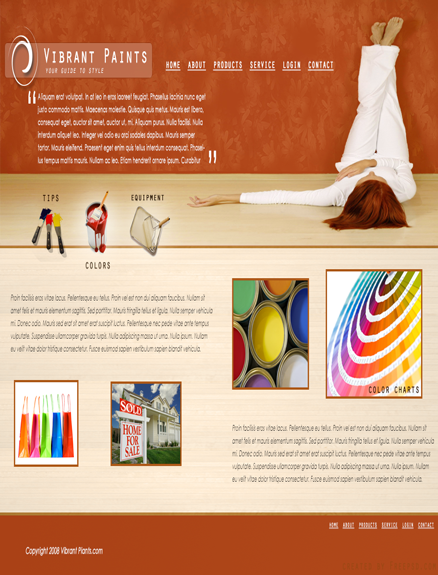 VIBRANT PAINTS
YOUR GUIDE TO STYLE
HOME ABOUT PRODUCTS SERVICE LOGIN CONTACT
“ Aliquam erat volutpat. In at leo in eros laoreet feugiat. Phasellus lacinia nunc eget
justo commodo mattis. Maecenas molestie. Quisque quis metus. Mauris est libero,
consequat eget, auctor sit amet, auctor ut, mi. Aliquam purus. Nulla facilisi. Nulla
interdum aliquet leo. Integer vel odio eu orci sodales dapibus. Mauris semper
tortor. Mauris eleifend. Praesent eget enim quis tellus interdum consequat. Phasel-
lus tempus mattis mauris. Nullam ac leo. Etiam hendrerit ornare ipsum. Curabitur ”
TIPS
EQUIPMENT
COLORS
Proin facilisis eros vitae lacus. Pellentesque eu tellus. Proin vel est non dui aliquam faucibus. Nullam sit
amet felis et mauris elementum sagittis. Sed porttitor. Mauris fringilla tellus et ligula. Nulla commodo vehicula
mi. Donec odio. Mauris sed erat sit amet erat suscipit luctus. Pellentesque nec pede vitae ante tempus
vulputate. Suspendisse bibendum gravida turpis. Nulla adipiscing massa ut urna. Nulla ipsum. Nullam
eu velit vitae dolor tristique consectetur. Fusce euismod sapien vestibulum sapien blandit vehicula.
COLOR CHARTS
SOLD
HOME
FOR
SALE
Proin facilisis eros vitae lacus. Pellentesque eu tellus. Proin vel est non dui aliquam faucibus. Nullam sit
amet felis et mauris elementum sagittis. Sed porttitor. Mauris fringilla tellus et ligula. Nulla commodo vehicula
mi. Donec odio. Mauris sed erat sit amet erat suscipit luctus. Pellentesque nec pede vitae ante tempus
vulputate. Suspendisse bibendum gravida turpis. Nulla adipiscing massa ut urna. Nulla ipsum. Nullam
eu velit vitae dolor tristique consectetur. Fusce euismod sapien vestibulum sapien blandit vehicula.
HOME ABOUT PRODUCTS SERVICE LOGIN CONTACT
Copyright 2008 Vibrant Plants.com